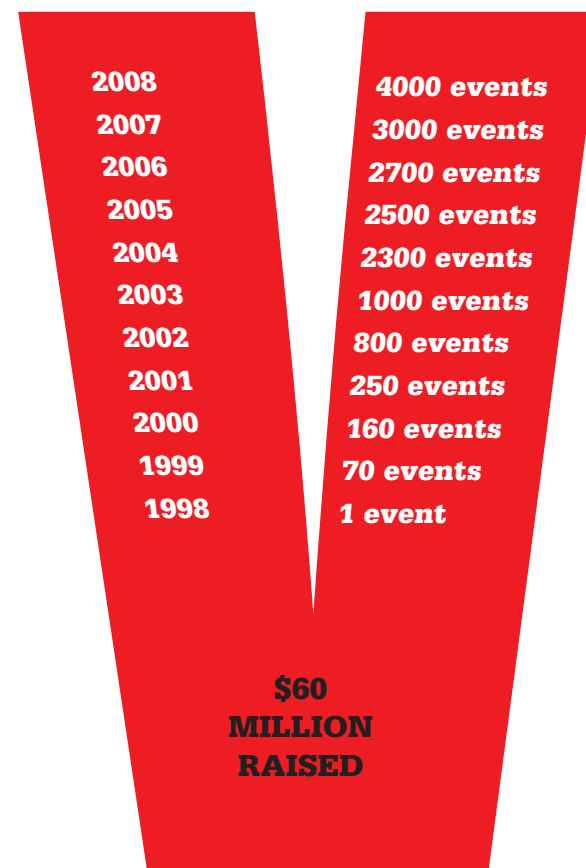 2008 4000 events
2007 3000 events
2006 2700 events
2005 2500 events
2004 2300 events
2003 1000 events
2002 800 events
2001 250 events
2000 160 events
1999 70 events
1998 1 event
$60
MILLION
RAISED